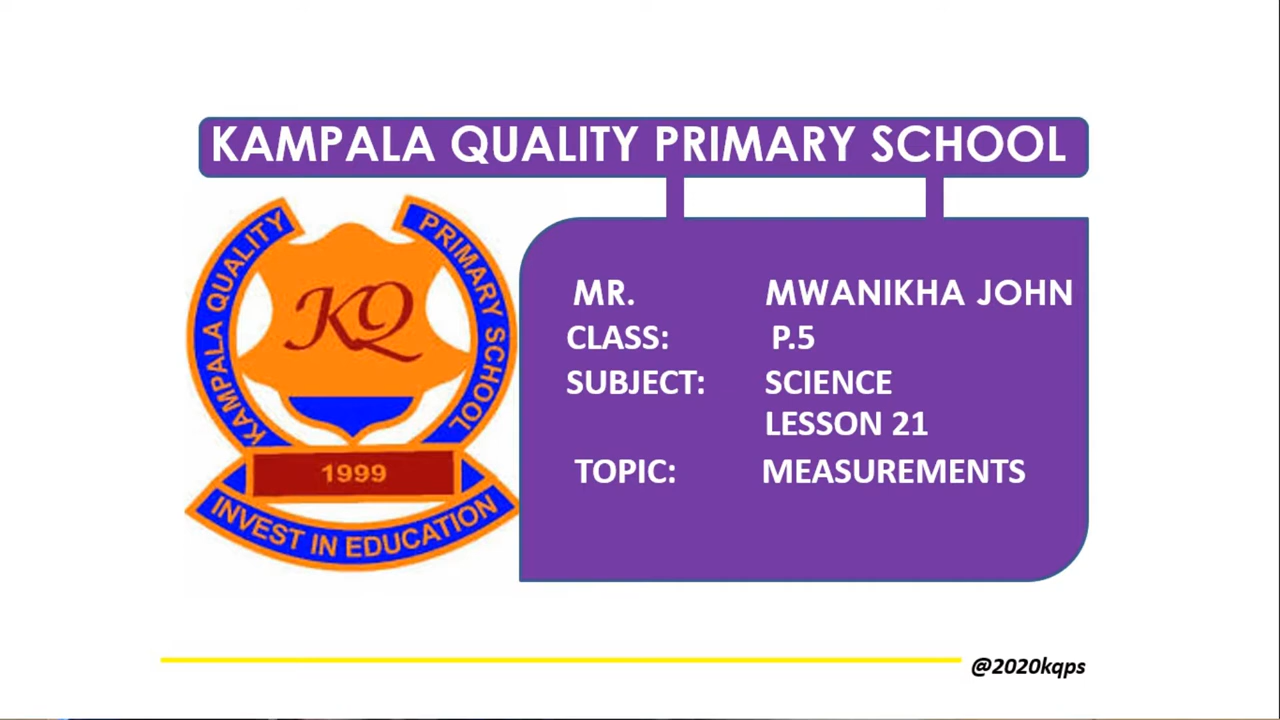 KAMPALA QUALITY PRIMARY SCHOOL
KAMPALA QUALITY
PRIMARY SCHOOL
KQ
1999
INVEST IN EDUCATION
MR. MWANIKHA JOHN
CLASS: P.5
SUBJECT: SCIENCE
LESSON 21
TOPIC: MEASUREMENTS
@2020kqps